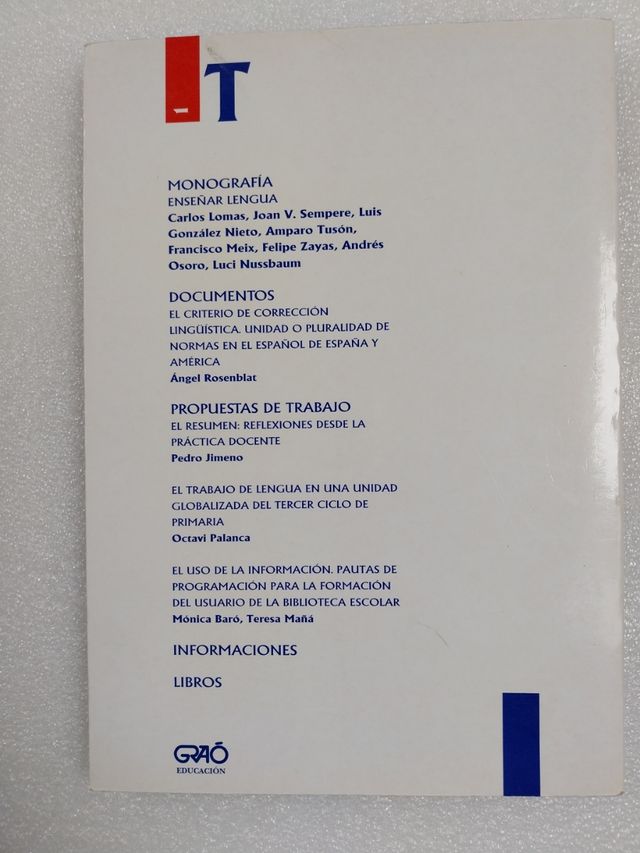 T
MONOGRAFÍA
ENSEÑAR LENGUA
Carlos Lomas, Joan V. Sempere, Luis
González Nieto, Amparo Tusón,
Francisco Meix, Felipe Zayas, Andrés
Osoro, Luci Nussbaum
DOCUMENTOS
EL CRITERIO DE CORRECCIÓN
LINGÜÍSTICA. UNIDAD O PLURALIDAD DE
NORMAS EN EL ESPAÑOL DE ESPAÑA Y
AMÉRICA
Ángel Rosenblat
PROPUESTAS DE TRABAJO
EL RESUMEN: REFLEXIONES DESDE LA
PRÁCTICA DOCENTE
Pedro Jimeno
EL TRABAJO DE LENGUA EN UNA UNIDAD
GLOBALIZADA DEL TERCER CICLO DE
PRIMARIA
Octavi Palanca
EL USO DE LA INFORMACIÓN. PAUTAS DE
PROGRAMACIÓN PARA LA FORMACIÓN
DEL USUARIO DE LA BIBLIOTECA ESCOLAR
Mónica Baró, Teresa Mañá
INFORMACIONES
LIBROS
GRAÓ
EDUCACIÓN